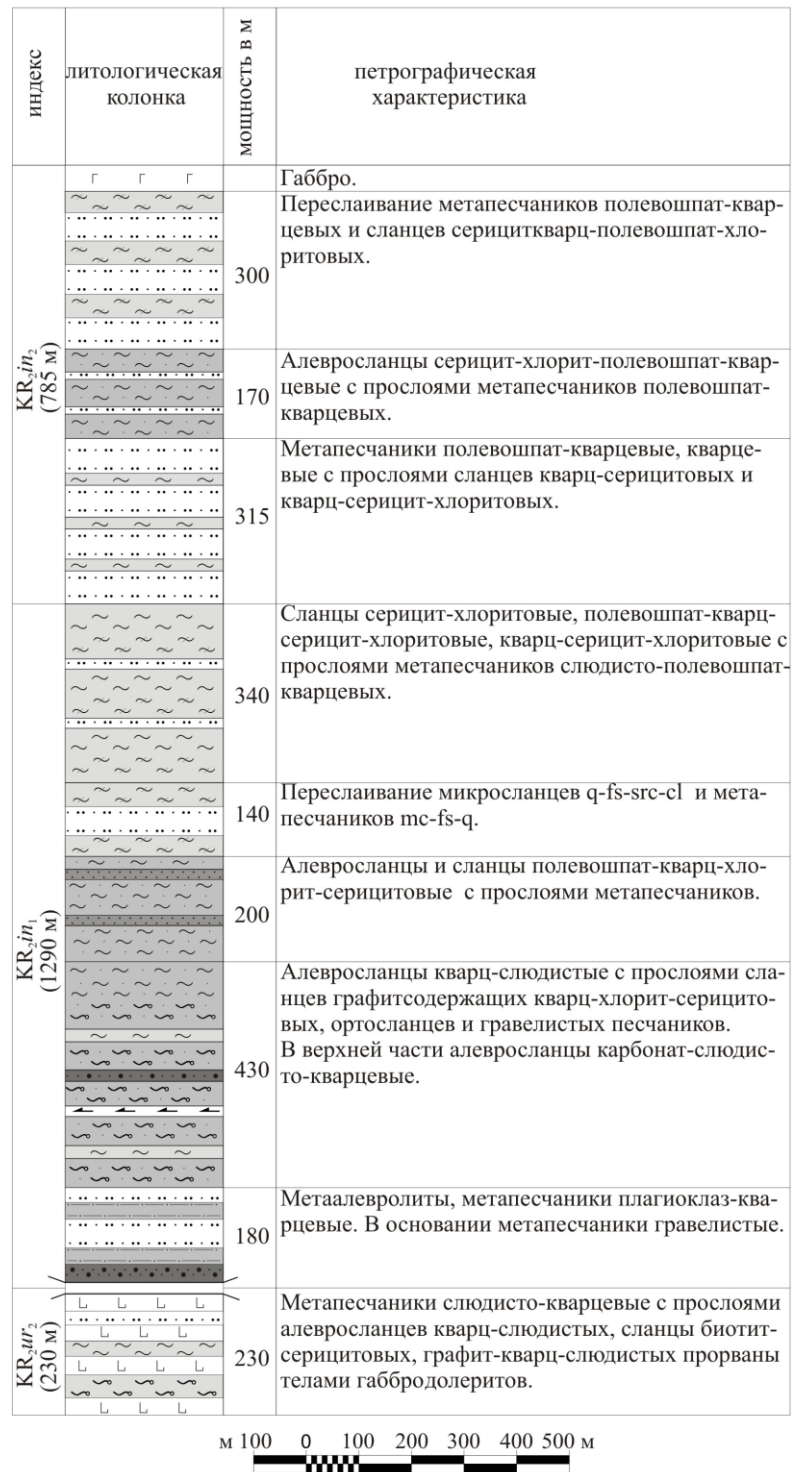 индекс
литологическая
колонка
мощность в м
петрографическая
характеристика
Габбро.
KR₂in₂
(785 м)
300
Переслаивание метапесчаников полевошпат-квар-
цевых и сланцев серициткварц-полевошпат-хло-
ритовых.
170
Алевросланцы серицит-хлорит-полевошпат-квар-
цевые с прослоями метапесчаников полевошпат-
кварцевых.
315
Метапесчаники полевошпат-кварцевые, кварце-
вые с прослоями сланцев кварц-серицитовых и
кварц-серицит-хлоритовых.
KR₂in₁
(1290 м)
340
Сланцы серицит-хлоритовые, полевошпат-кварц-
серицит-хлоритовые, кварц-серицит-хлоритовые с
прослоями метапесчаников слюдисто-полевошпат-
кварцевых.
140
Переслаивание микросланцев q-fs-src-cl и мета-
песчаников mc-fs-q.
200
Алевросланцы и сланцы полевошпат-кварц-хло-
рит-серицитовые с прослоями метапесчаников.
430
Алевросланцы кварц-слюдистые с прослоями сла-
нцев графитсодержащих кварц-хлорит-серицито-
вых, ортосланцев и гравелистых песчаников.
В верхней части алевросланцы карбонат-слюдис-
то-кварцевые.
180
Метаалевролиты, метапесчаники плагиоклаз-ква-
рцевые. В основании метапесчаники гравелистые.
KR₂ur₂
(230 м)
230
Метапесчаники слюдисто-кварцевые с прослоями
алевросланцев кварц-слюдистых, сланцы биотит-
серицитовых, графит-кварц-слюдистых прорваны
телами габбродолеритов.
м 100 0 100 200 300 400 500 м